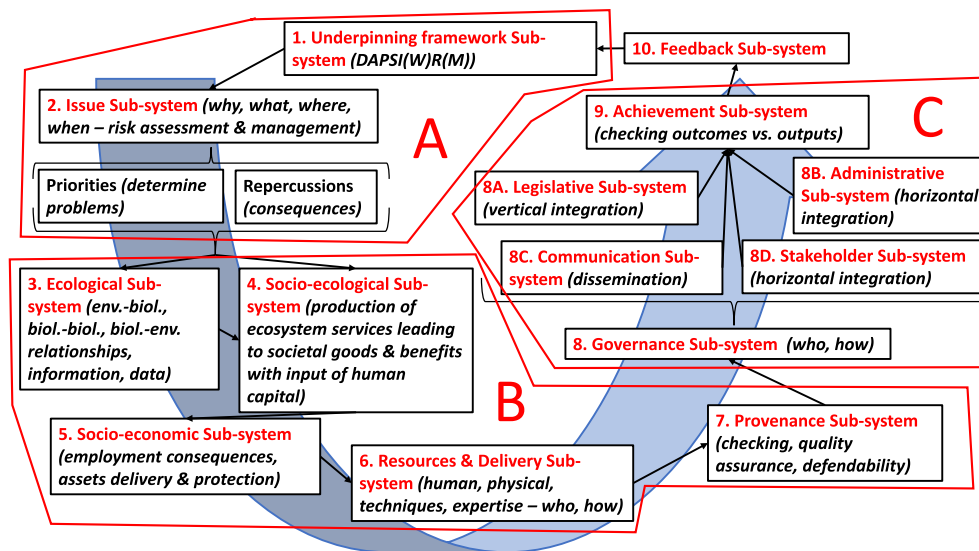 1. Underpinning framework Sub-
system (DAPSI(W)R(M))
10. Feedback Sub-system
2. Issue Sub-system (why, what, where,
when – risk assessment & management)
A
9. Achievement Sub-system
(checking outcomes vs. outputs)
C
Priorities (determine
problems)
Repercussions
(consequences)
8A. Legislative Sub-system
(vertical integration)
8B. Administrative
Sub-system (horizontal
integration)
8C. Communication Sub-
system (dissemination)
8D. Stakeholder Sub-system
(horizontal integration)
3. Ecological Sub-
system (env.-biol.,
biol.-biol., biol.-env.
relationships,
information, data)
4. Socio-ecological Sub-
system (production of
ecosystem services leading
to societal goods & benefits
with input of human
capital)
8. Governance Sub-system (who, how)
B
5. Socio-economic Sub-system
(employment consequences,
assets delivery & protection)
6. Resources & Delivery Sub-
system (human, physical,
techniques, expertise – who, how)
7. Provenance Sub-system
(checking, quality
assurance, defendability)